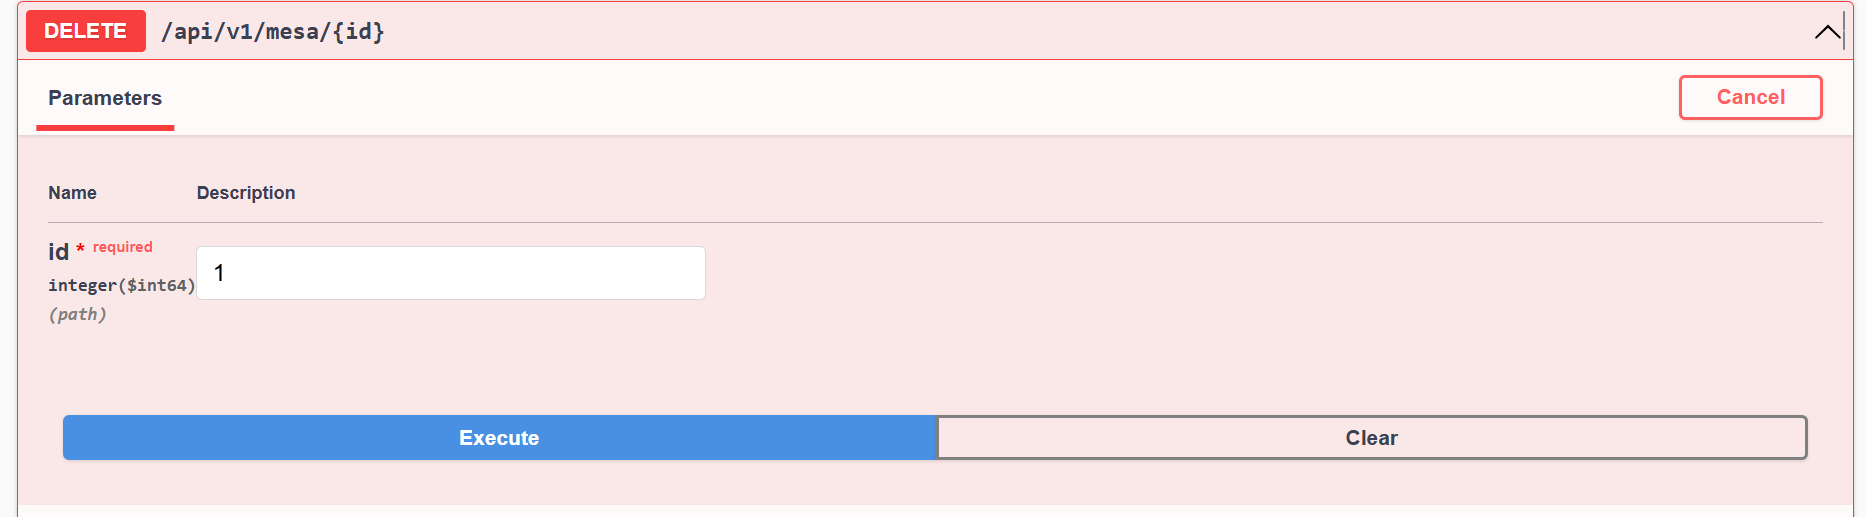 DELETE /api/v1/mesa/{id}
Parameters
Cancel
Name Description
id * required
integer($int64)
(path)
1
Execute Clear